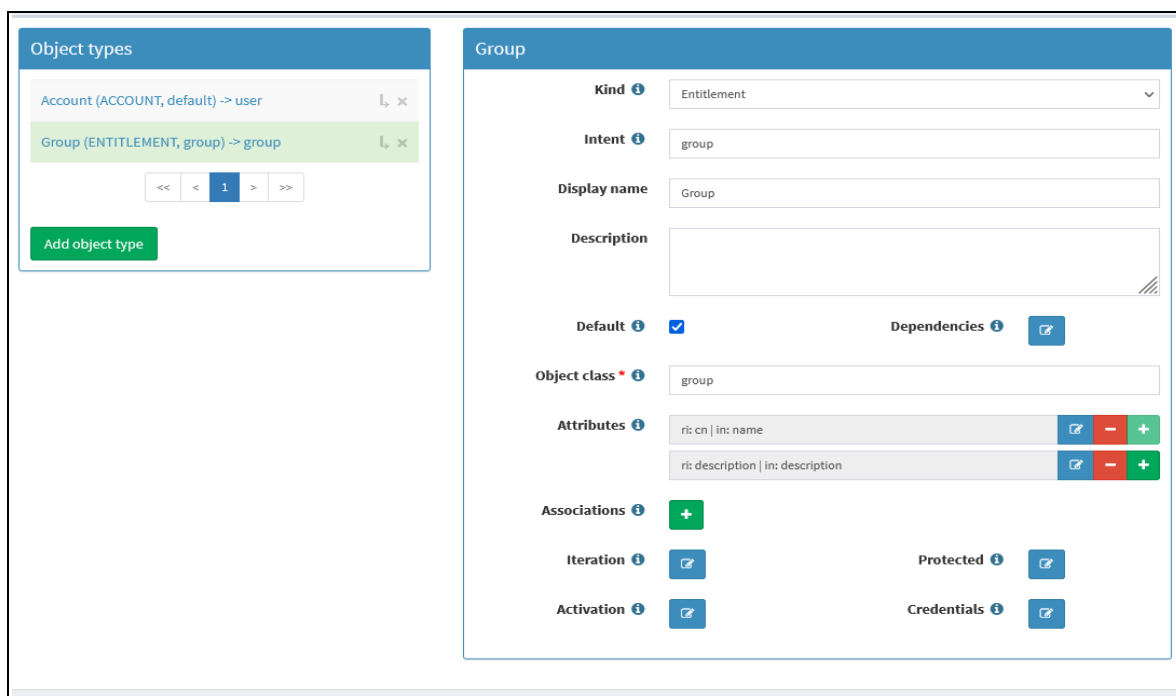 Object types
Account (ACCOUNT, default) -> user
Group (ENTITLEMENT, group) -> group
<< < 1 > >>
Add object type
Group
Kind
Entitlement
Intent
group
Display name
Group
Description
Default
Dependencies
Object class *
group
Attributes
ri: cn | in: name
ri: description | in: description
Associations
Iteration
Protected
Activation
Credentials